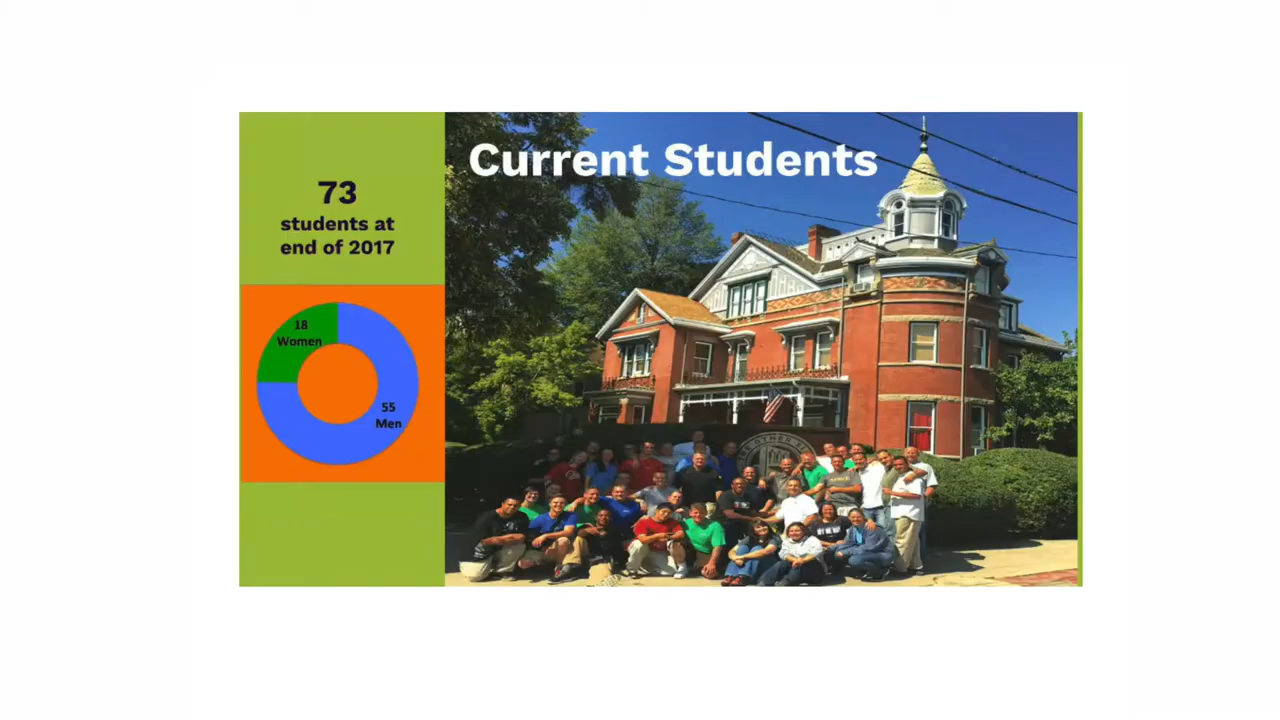 Current Students
73
students at
end of 2017
18
Women
55
Men